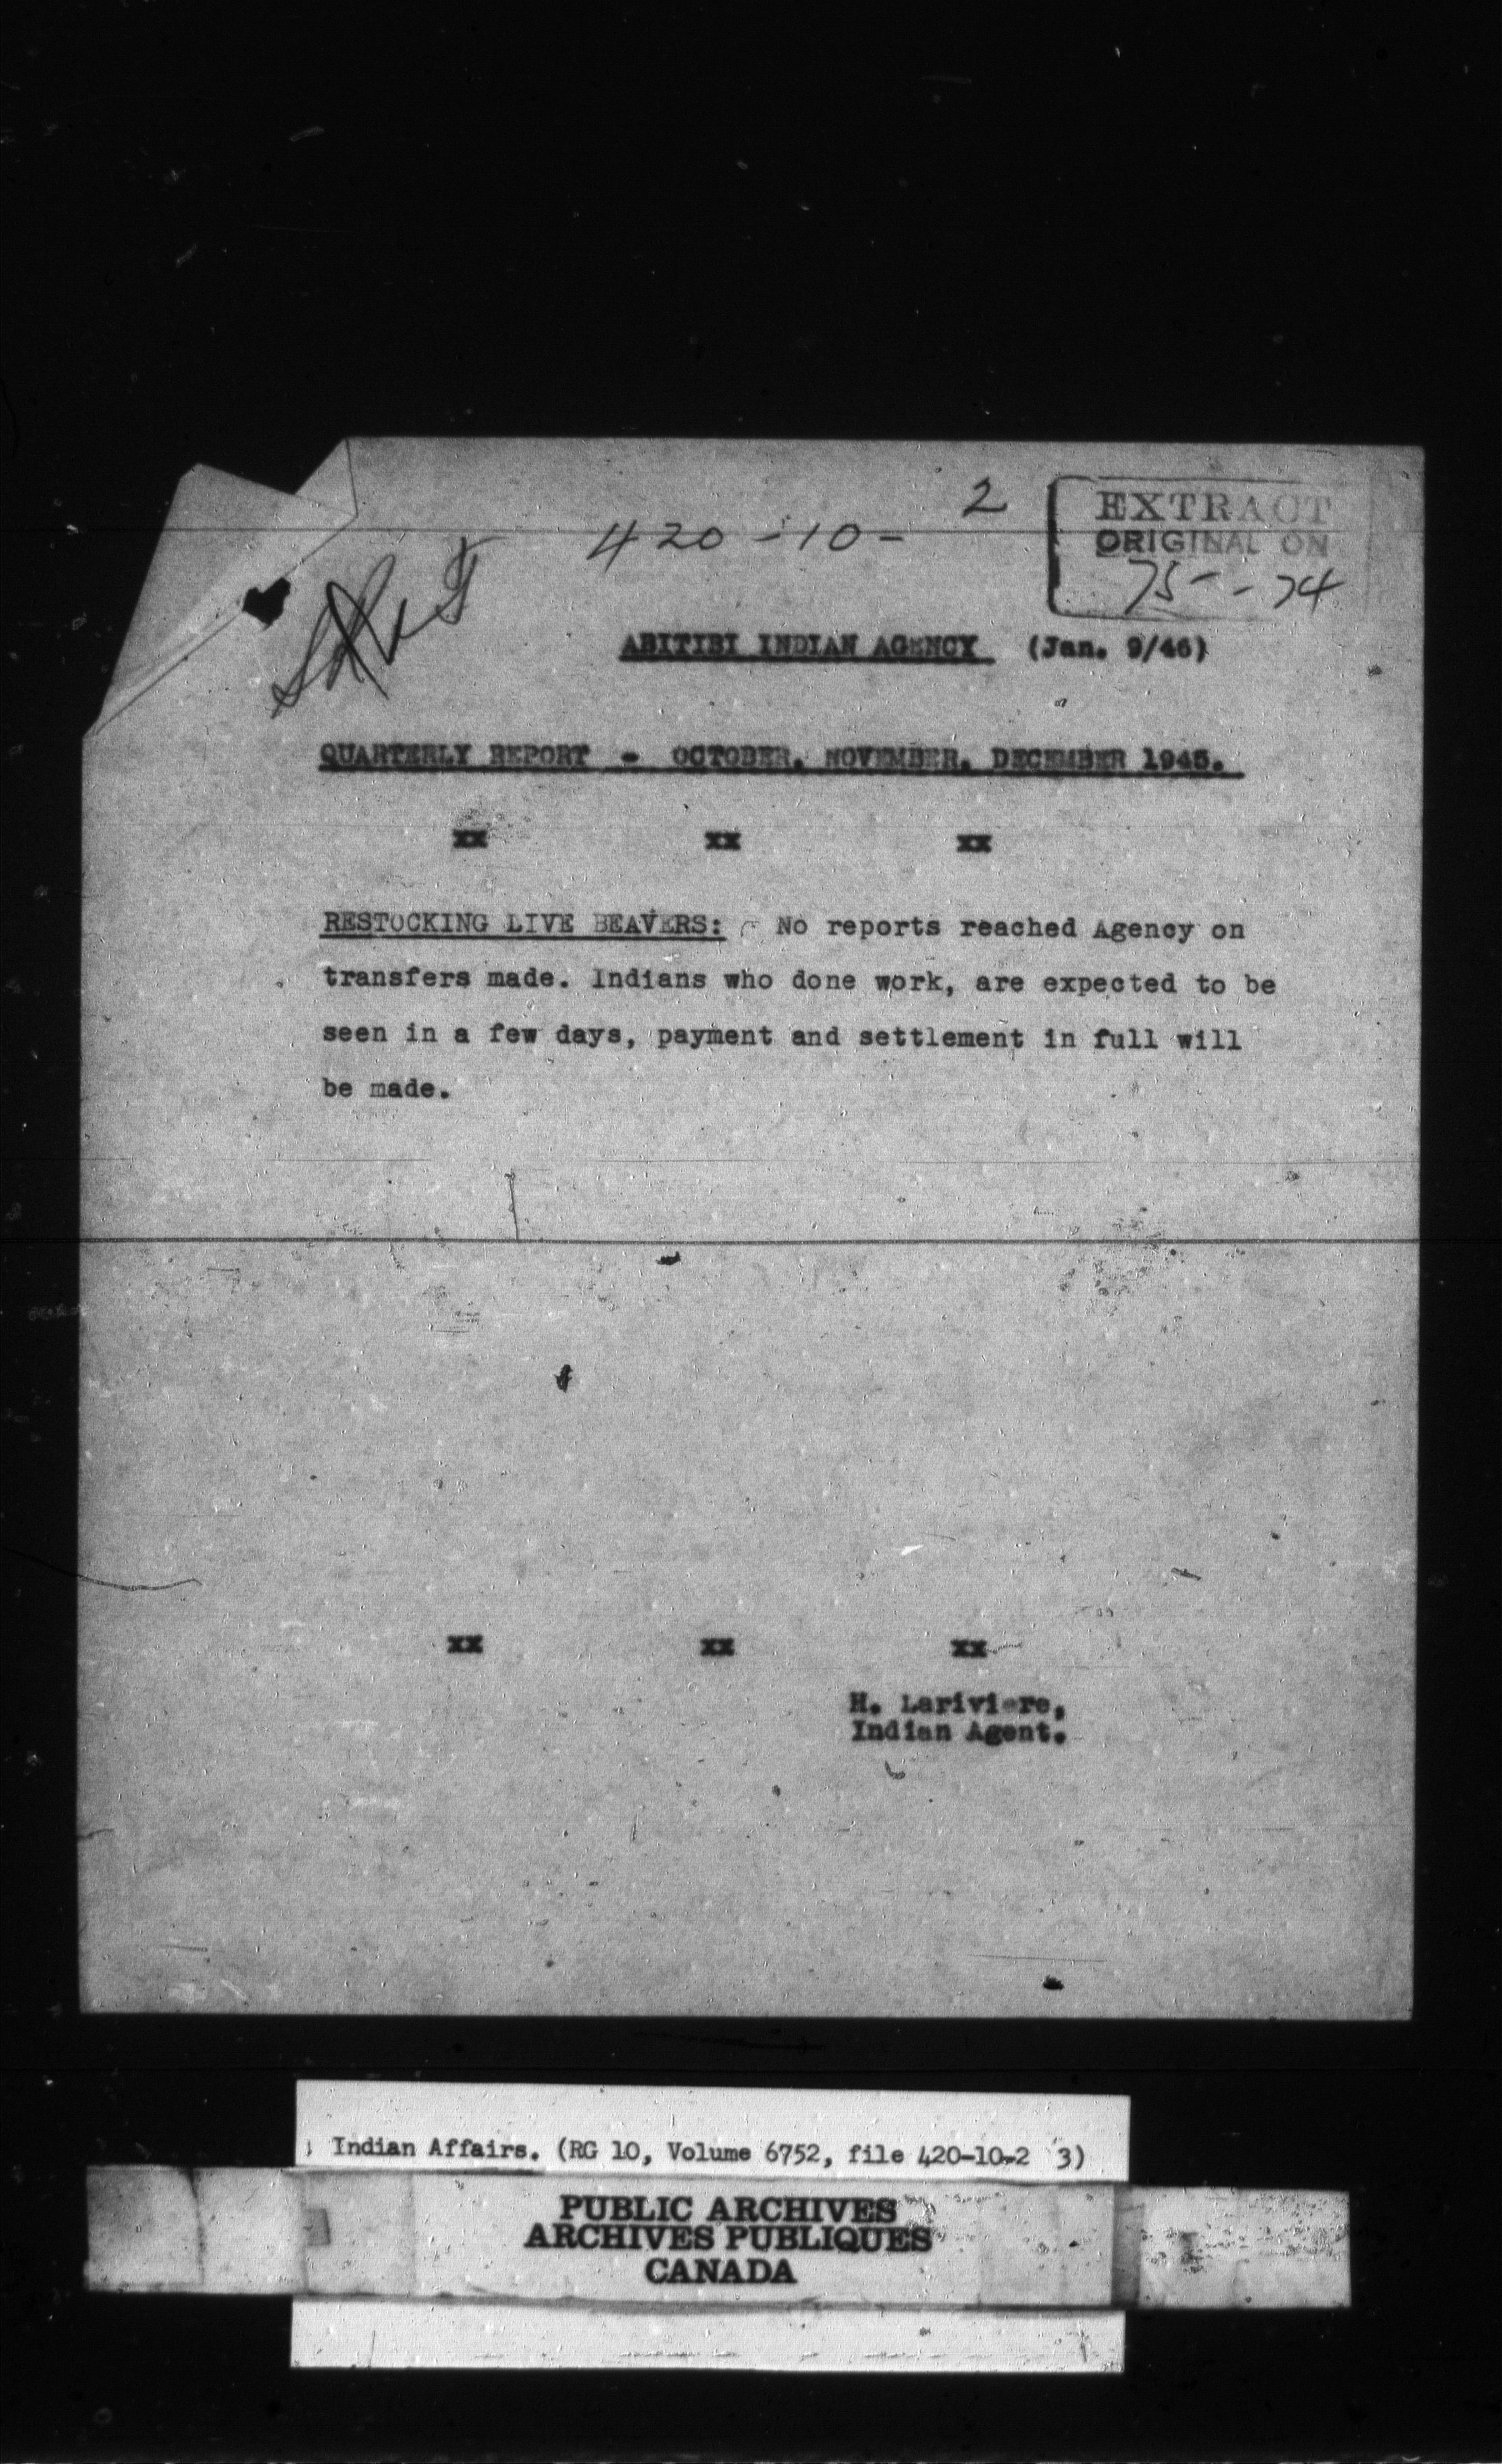 420-10-2
EXTRACT
ORIGINAL ON
75--74
ABITIBI INDIAN AGENCY (Jan. 9/46)
QUARTERLY REPORT - OCTOBER, NOVEMBER, DECEMBER 1945.
xx xx xx
RESTOCKING LIVE BEAVERS: - No reports reached Agency on
transfers made. Indians who done work, are expected to be
seen in a few days, payment and settlement in full will
be made.
xx xx xx
H. Lariviere,
Indian Agent.
Indian Affairs. (RG 10, Volume 6752, file 420-10-2 3)
PUBLIC ARCHIVES
ARCHIVES PUBLIQUES
CANADA